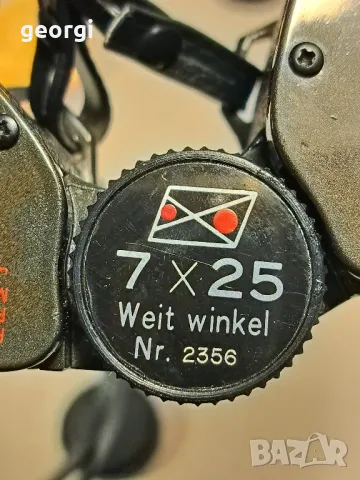 georgi
7 x 25
Weit winkel
Nr. 2356
BAZAR